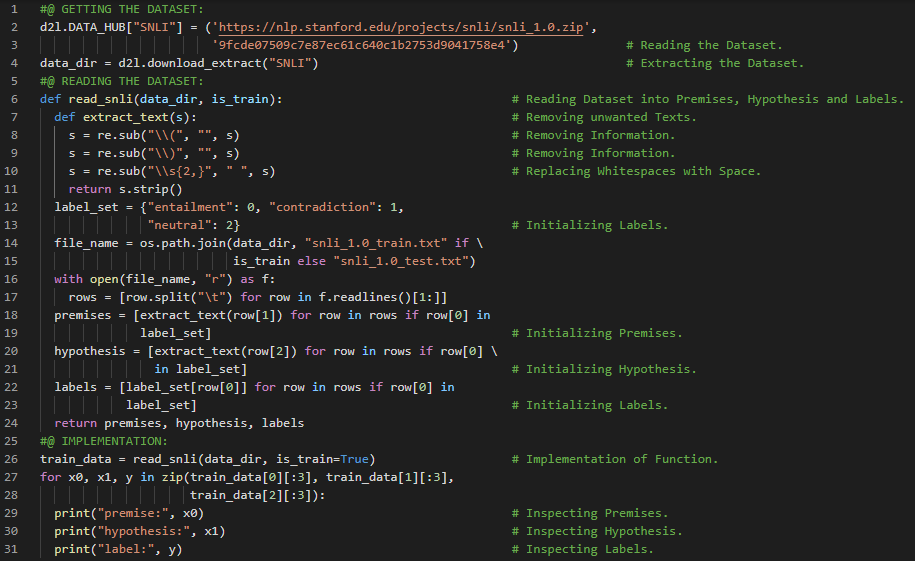 1 #@ GETTING THE DATASET:
2 d2l.DATA_HUB["SNLI"] = ('https://nlp.stanford.edu/projects/snli/snli_1.0.zip',
3 '9fcde07509c7e87ec61c640c1b2753d9041758e4') # Reading the Dataset.
4 data_dir = d2l.download_extract("SNLI") # Extracting the Dataset.
5 #@ READING THE DATASET:
6 def read_snli(data_dir, is_train): # Reading Dataset into Premises, Hypothesis and Labels.
7 def extract_text(s): # Removing unwanted Texts.
8 s = re.sub("\\(", "", s) # Removing Information.
9 s = re.sub("\\)", "", s) # Removing Information.
10 s = re.sub("\\s{2,}", " ", s) # Replacing Whitespaces with Space.
11 return s.strip()
12 label_set = {"entailment": 0, "contradiction": 1,
13 "neutral": 2} # Initializing Labels.
14 file_name = os.path.join(data_dir, "snli_1.0_train.txt" if \
15 is_train else "snli_1.0_test.txt")
16 with open(file_name, "r") as f:
17 rows = [row.split("\t") for row in f.readlines()[1:]]
18 premises = [extract_text(row[1]) for row in rows if row[0] in
19 label_set] # Initializing Premises.
20 hypothesis = [extract_text(row[2]) for row in rows if row[0] \
21 in label_set] # Initializing Hypothesis.
22 labels = [label_set[row[0]] for row in rows if row[0] in
23 label_set] # Initializing Labels.
24 return premises, hypothesis, labels
25 #@ IMPLEMENTATION:
26 train_data = read_snli(data_dir, is_train=True) # Implementation of Function.
27 for x0, x1, y in zip(train_data[0][:3], train_data[1][:3],
28 train_data[2][:3]):
29 print("premise:", x0) # Inspecting Premises.
30 print("hypothesis:", x1) # Inspecting Hypothesis.
31 print("label:", y) # Inspecting Labels.